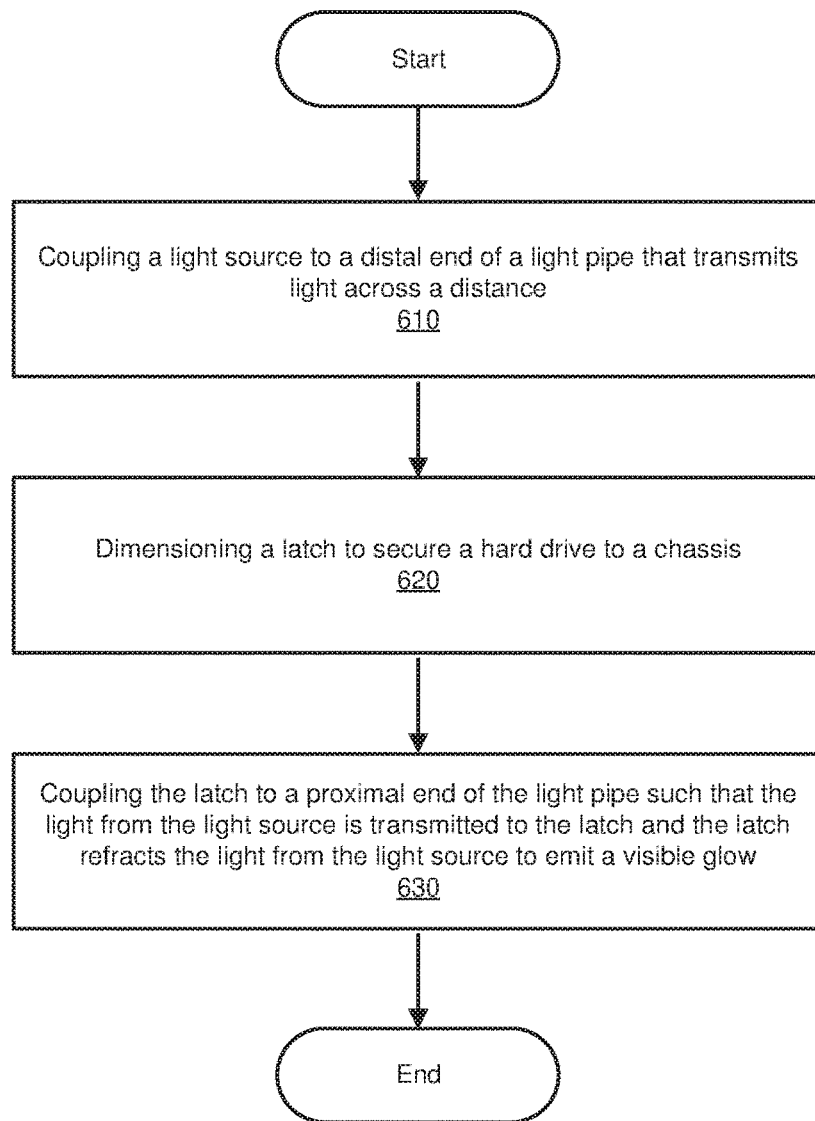 Start
Coupling a light source to a distal end of a light pipe that transmits
light across a distance
610
Dimensioning a latch to secure a hard drive to a chassis
620
Coupling the latch to a proximal end of the light pipe such that the
light from the light source is transmitted to the latch and the latch
refracts the light from the light source to emit a visible glow
630
End